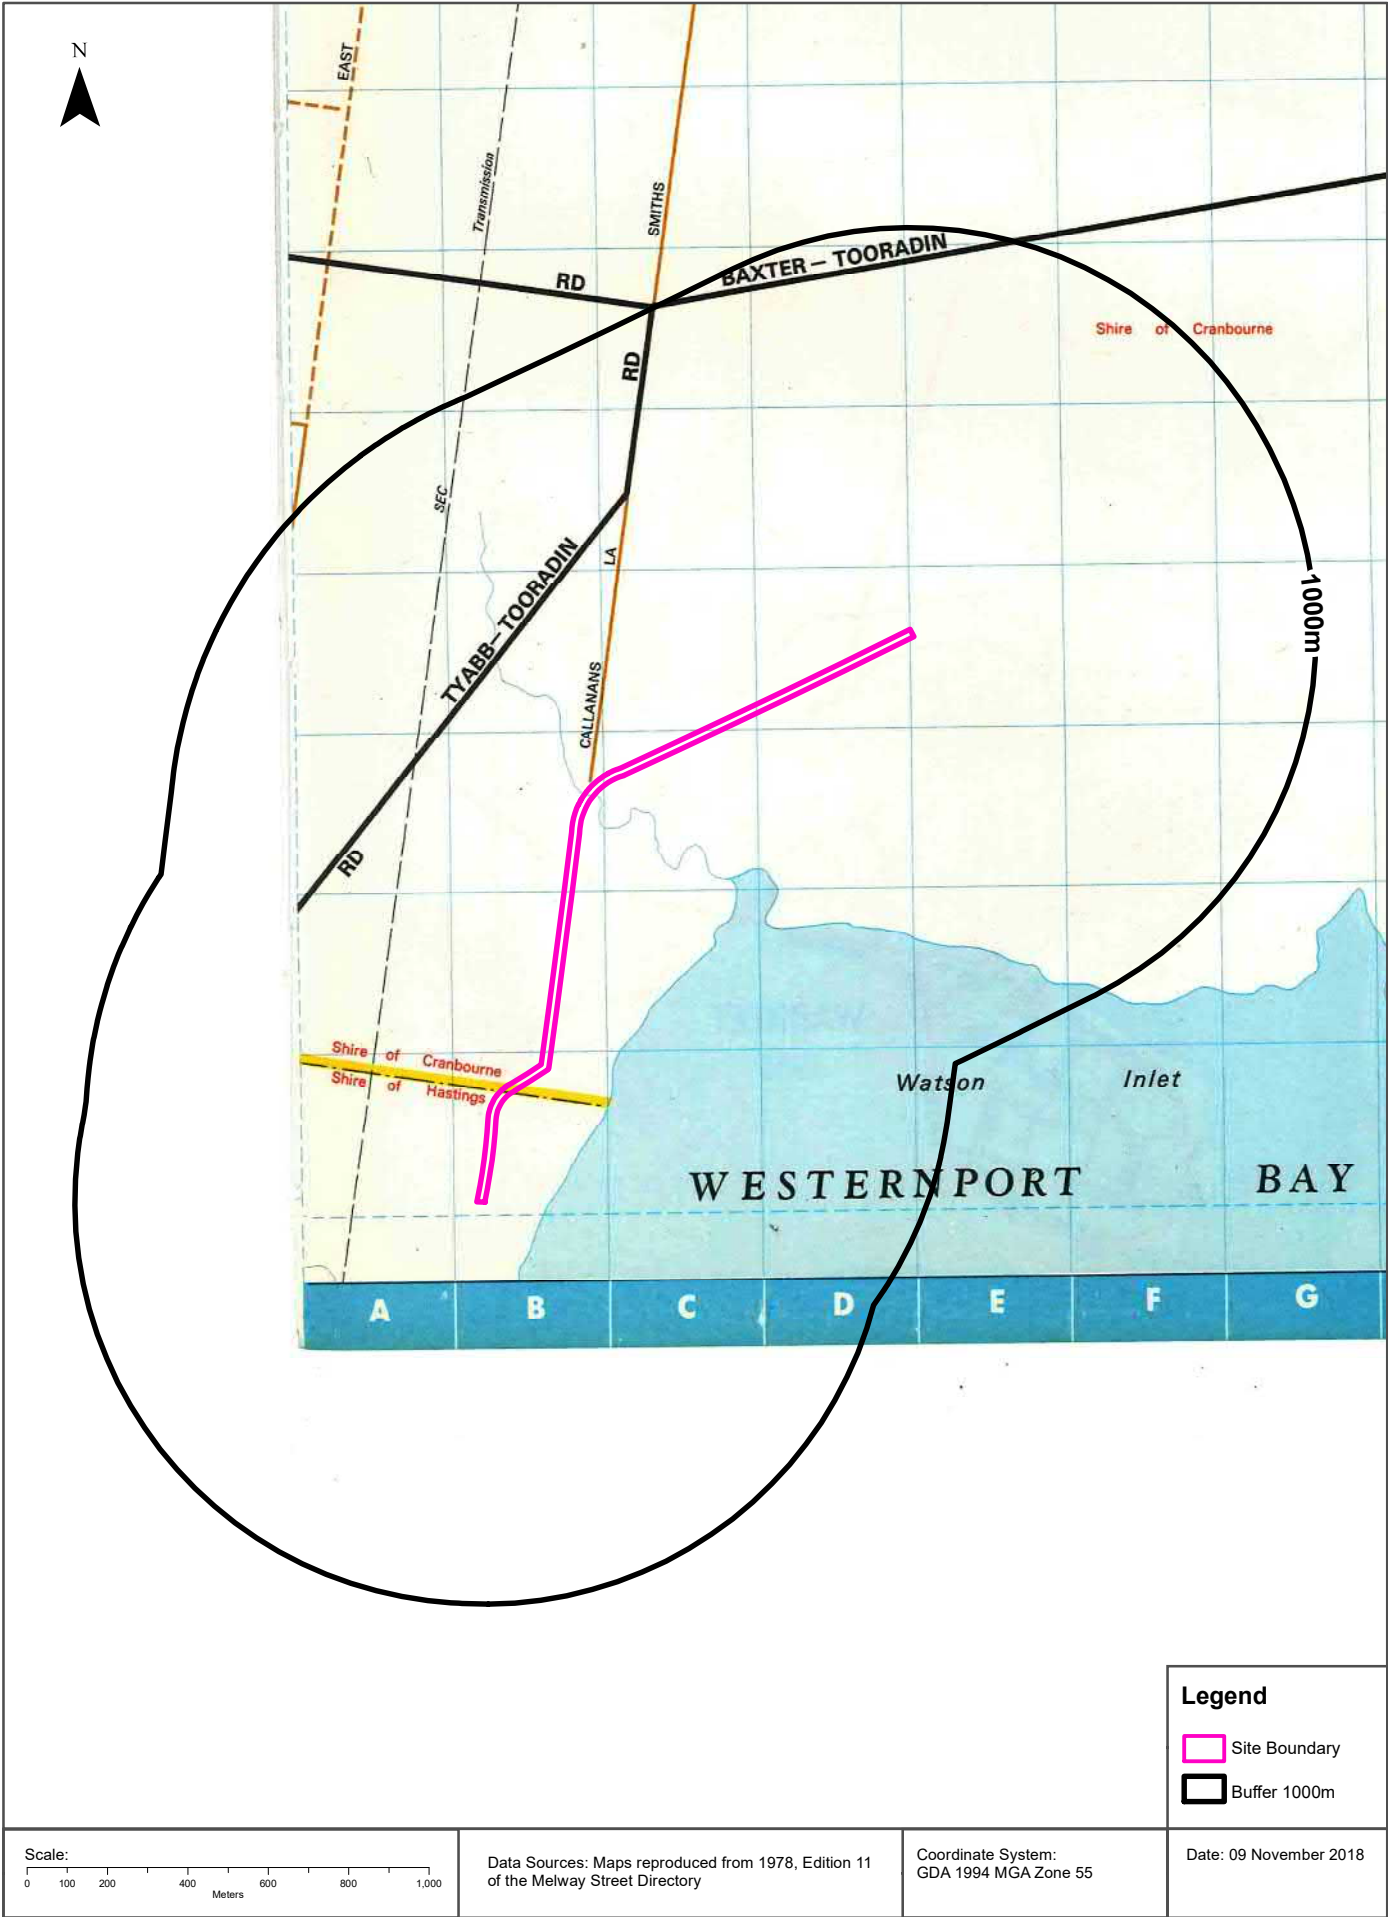 N
EAST
Transmission
SMITHS
RD
BAXTER – TOORADIN
Shire of Cranbourne
RD
SEC
LA
TYABB–TOORADIN
1000m
CALLANANS
RD
Shire of Cranbourne
Shire of Hastings
Watson Inlet
WESTERNPORT BAY
A B C D E F G
Legend
Site Boundary
Buffer 1000m
Scale:
0 100 200 400 600 800 1,000
Meters
Data Sources: Maps reproduced from 1978, Edition 11
of the Melway Street Directory
Coordinate System:
GDA 1994 MGA Zone 55
Date: 09 November 2018